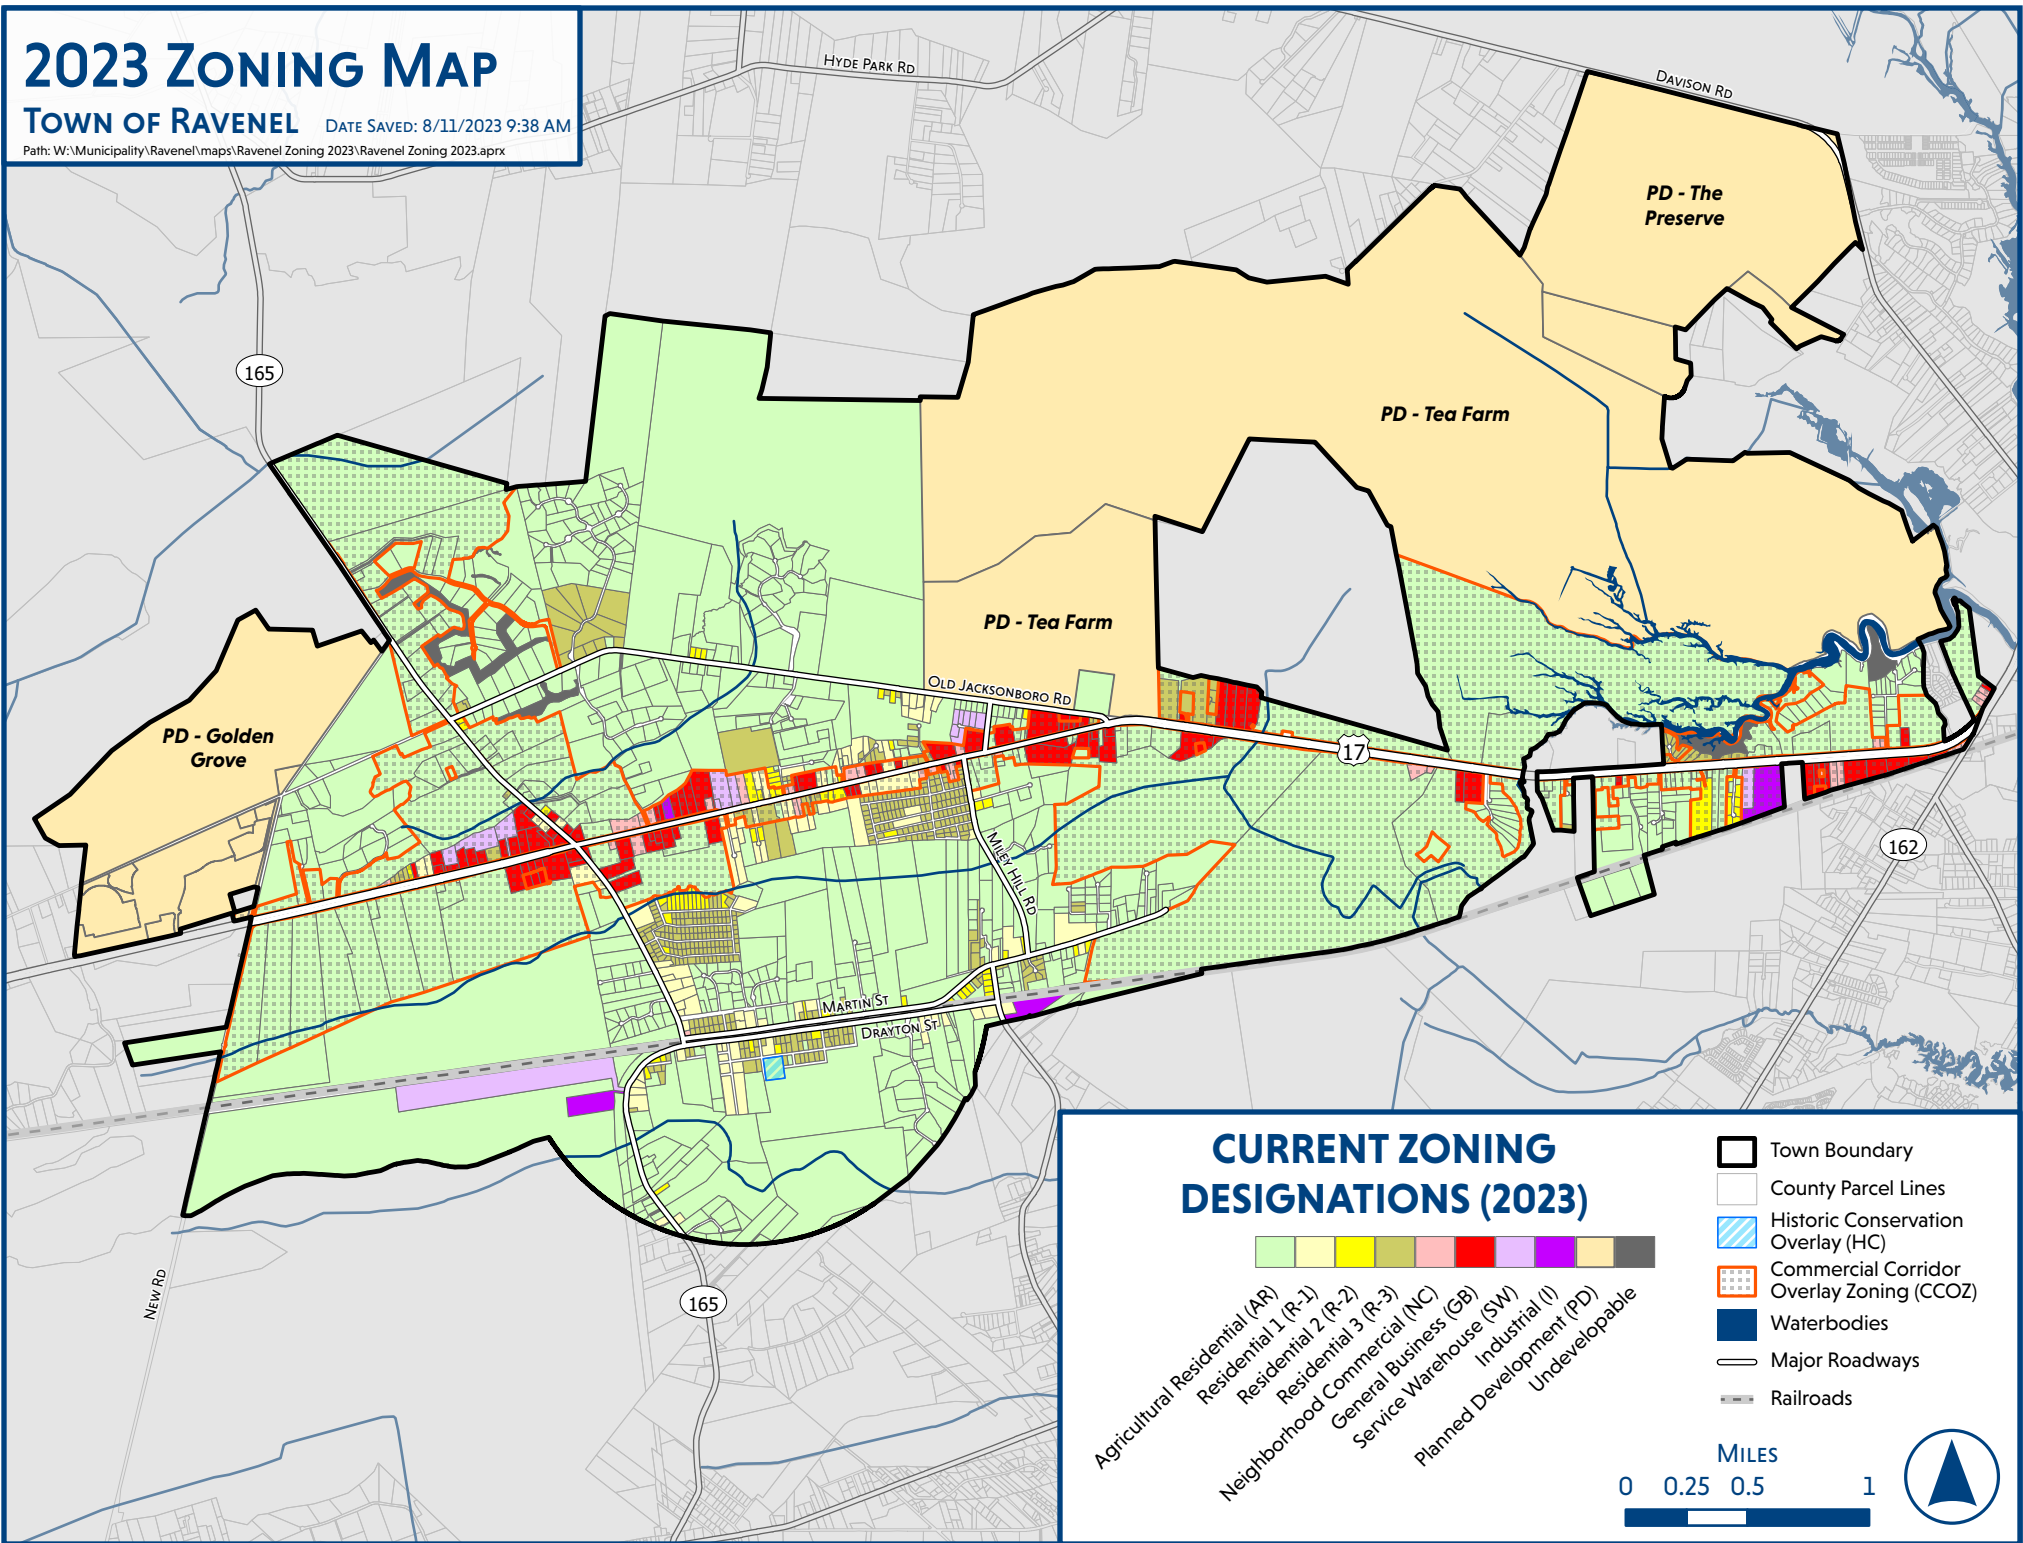 2023 Zoning Map
Town of Ravenel Date Saved: 8/11/2023 9:38 AM
Path: W:\Municipality\Ravenel\maps\Ravenel Zoning 2023\Ravenel Zoning 2023.aprx
Hyde Park Rd
Davison Rd
PD - The
Preserve
165
PD - Tea Farm
PD - Tea Farm
Old Jacksonboro Rd
PD - Golden
Grove
17
Miley Hill Rd
162
Martin St
Drayton St
New Rd
165
CURRENT ZONING
DESIGNATIONS (2023)
Agricultural Residential (AR)
Residential 1 (R-1)
Residential 2 (R-2)
Residential 3 (R-3)
Neighborhood Commercial (NC)
General Business (GB)
Service Warehouse (SW)
Industrial (I)
Planned Development (PD)
Undevelopable
Town Boundary
County Parcel Lines
Historic Conservation
Overlay (HC)
Commercial Corridor
Overlay Zoning (CCOZ)
Waterbodies
Major Roadways
Railroads
Miles
0 0.25 0.5 1